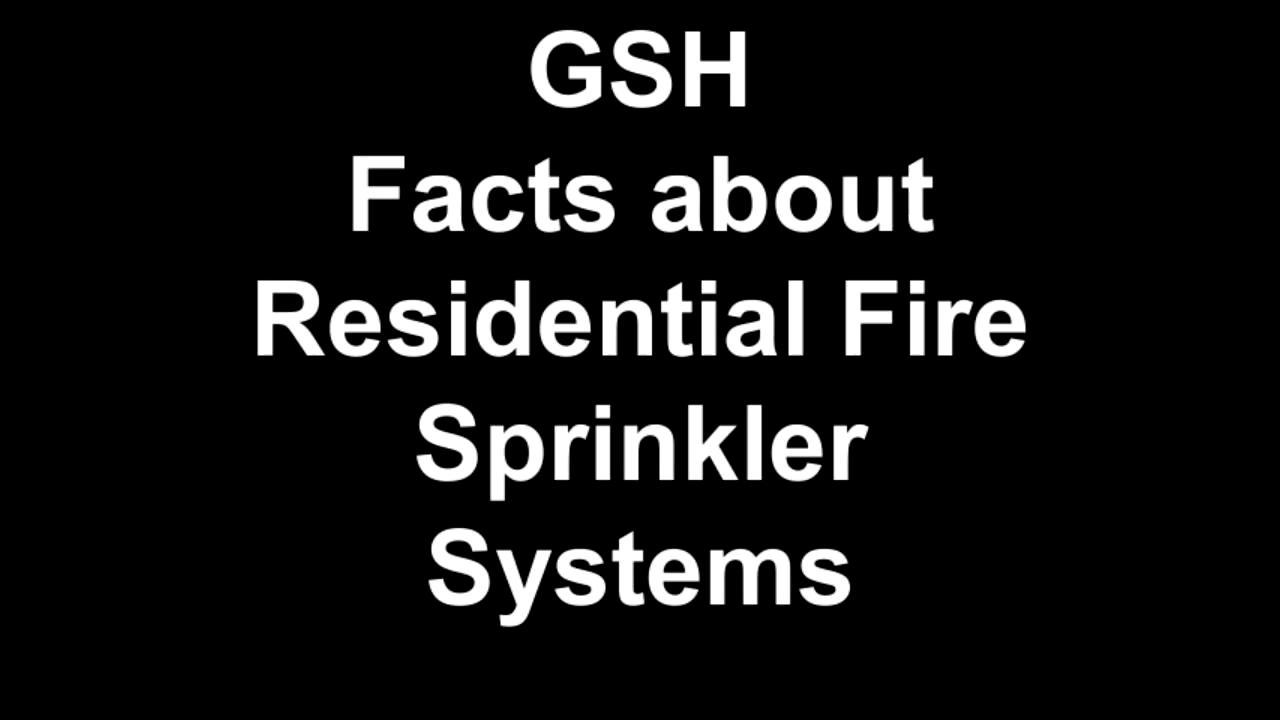 GSH
Facts about
Residential Fire
Sprinkler
Systems